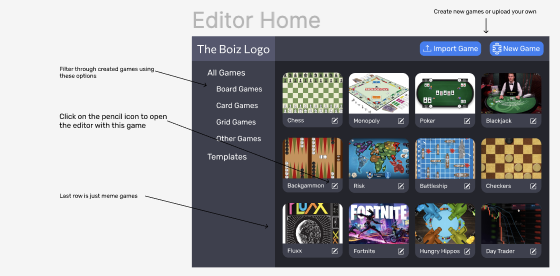 Editor Home
Create new games or upload your own
The Boiz Logo
Import Game
New Game
Filter through created games using
these options
All Games
Board Games
Card Games
Grid Games
Other Games
Templates
Click on the pencil icon to open
the editor with this game
Last row is just meme games
Chess
Monopoly
Poker
Blackjack
Backgammon
Risk
Battleship
Checkers
FLUXX
FORTNITE
Fluxx
Fortnite
Hungry Hippos
Day Trader